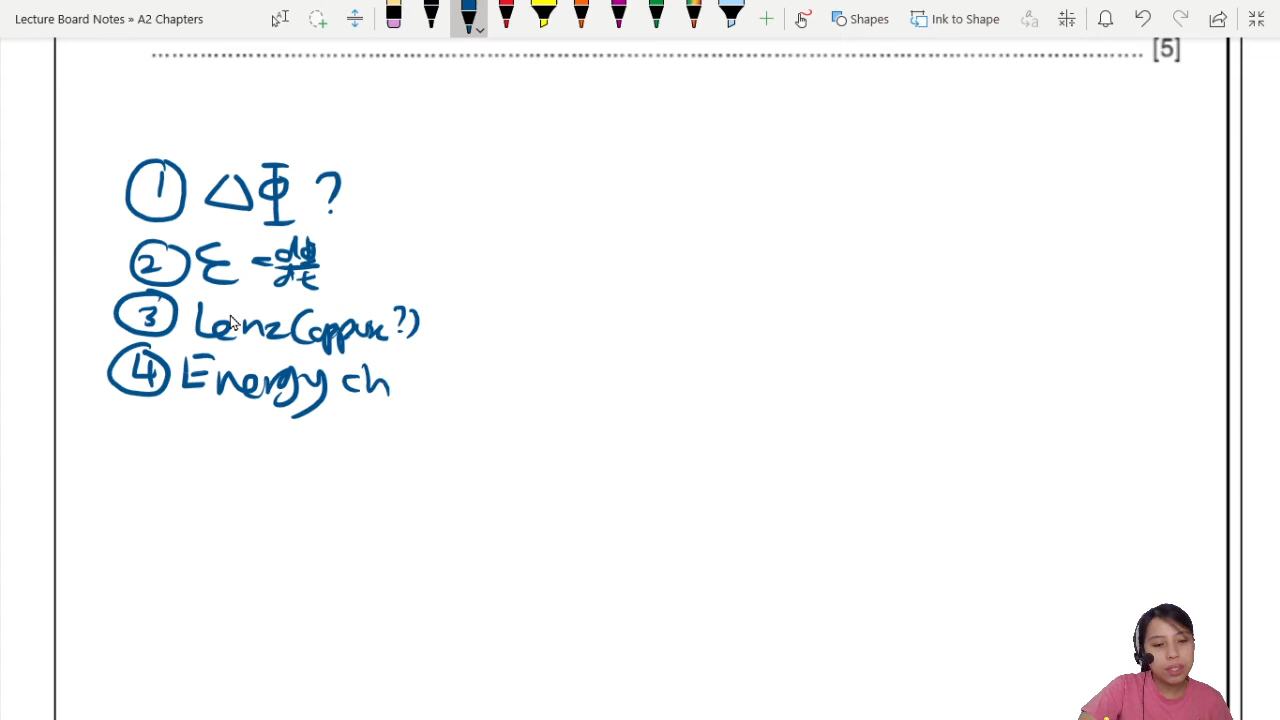 Lecture Board Notes » A2 Chapters
Shapes
Ink to Shape
[5]
① ΔΦ ?
② Ɛ = dΦ/dt
③ Lenz (oppose?)
④ Energy ch